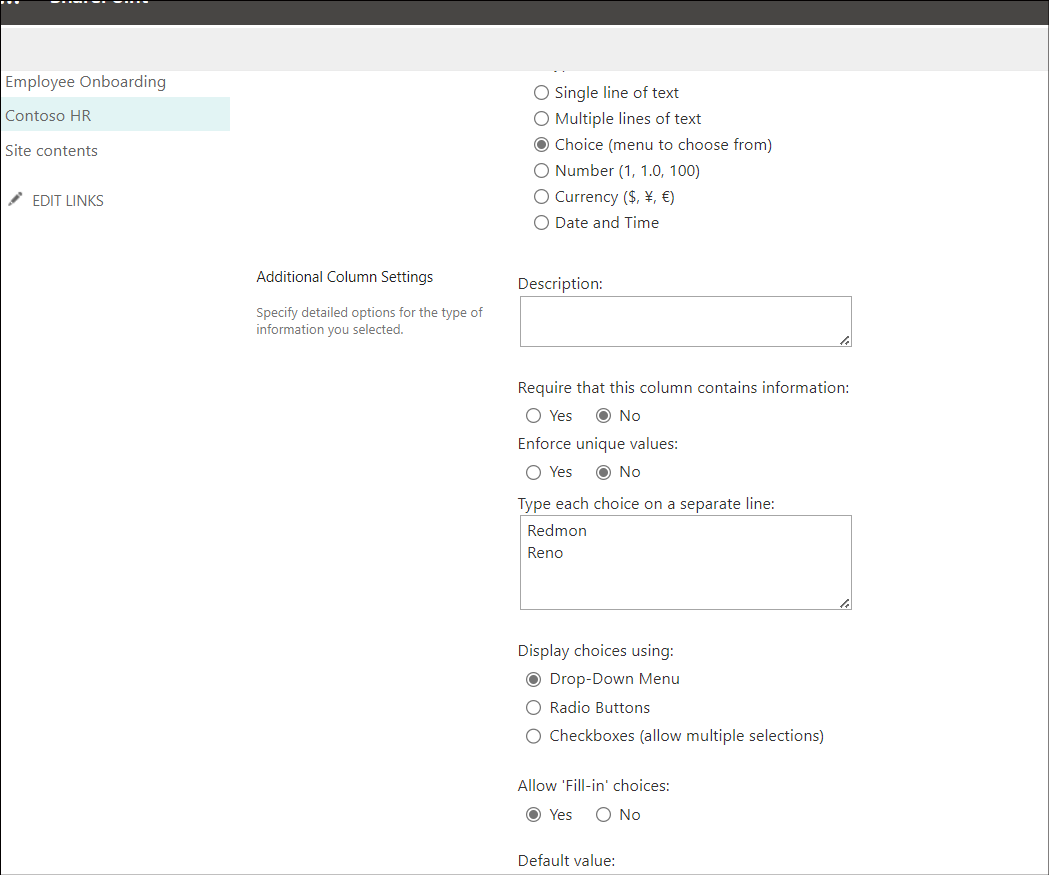 Employee Onboarding
Contoso HR
Site contents
EDIT LINKS
Single line of text
Multiple lines of text
Choice (menu to choose from)
Number (1, 1.0, 100)
Currency ($, ¥, €)
Date and Time
Additional Column Settings
Specify detailed options for the type of
information you selected.
Description:
Require that this column contains information:
Yes No
Enforce unique values:
Yes No
Type each choice on a separate line:
Redmon
Reno
Display choices using:
Drop-Down Menu
Radio Buttons
Checkboxes (allow multiple selections)
Allow 'Fill-in' choices:
Yes No
Default value: